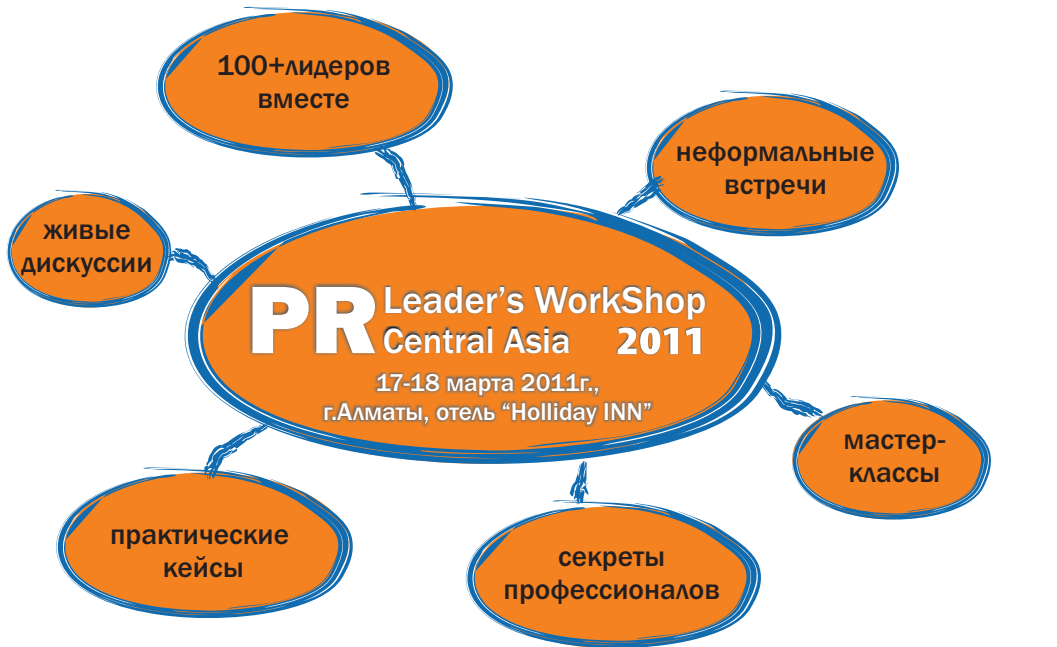 100+лидеров
вместе
неформальные
встречи
живые
дискуссии
PR Leader’s WorkShop
Central Asia 2011
17-18 марта 2011г.,
г.Алматы, отель “Holliday INN”
мастер-
классы
практические
кейсы
секреты
профессионалов